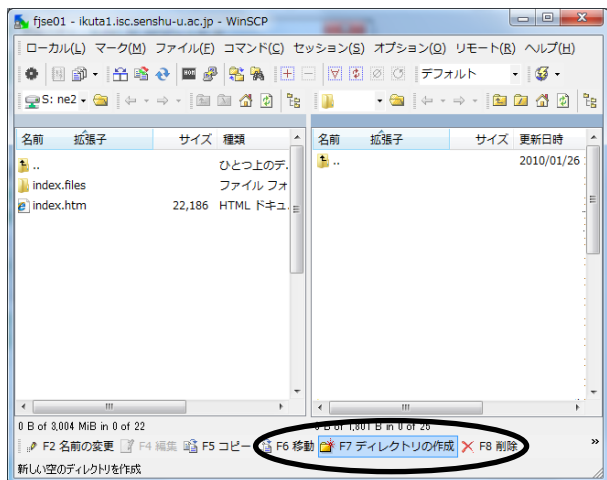 fjse01 - ikuta1.isc.senshu-u.ac.jp - WinSCP
ローカル(L) マーク(M) ファイル(F) コマンド(C) セッション(S) オプション(O) リモート(R) ヘルプ(H)
デフォルト
S: ne2
名前 拡張子 サイズ 種類 名前 拡張子 サイズ 更新日時
.. ひとつ上のデ. .. 2010/01/26
index.files ファイル フォ
index.htm 22,186 HTML ドキュ.
0 B of 3,004 MiB in 0 of 22 0 B of 1,801 B in 0 of 26
F2 名前の変更 F4 編集 F5 コピー F6 移動 F7 ディレクトリの作成 F8 削除 »
新しい空のディレクトリを作成